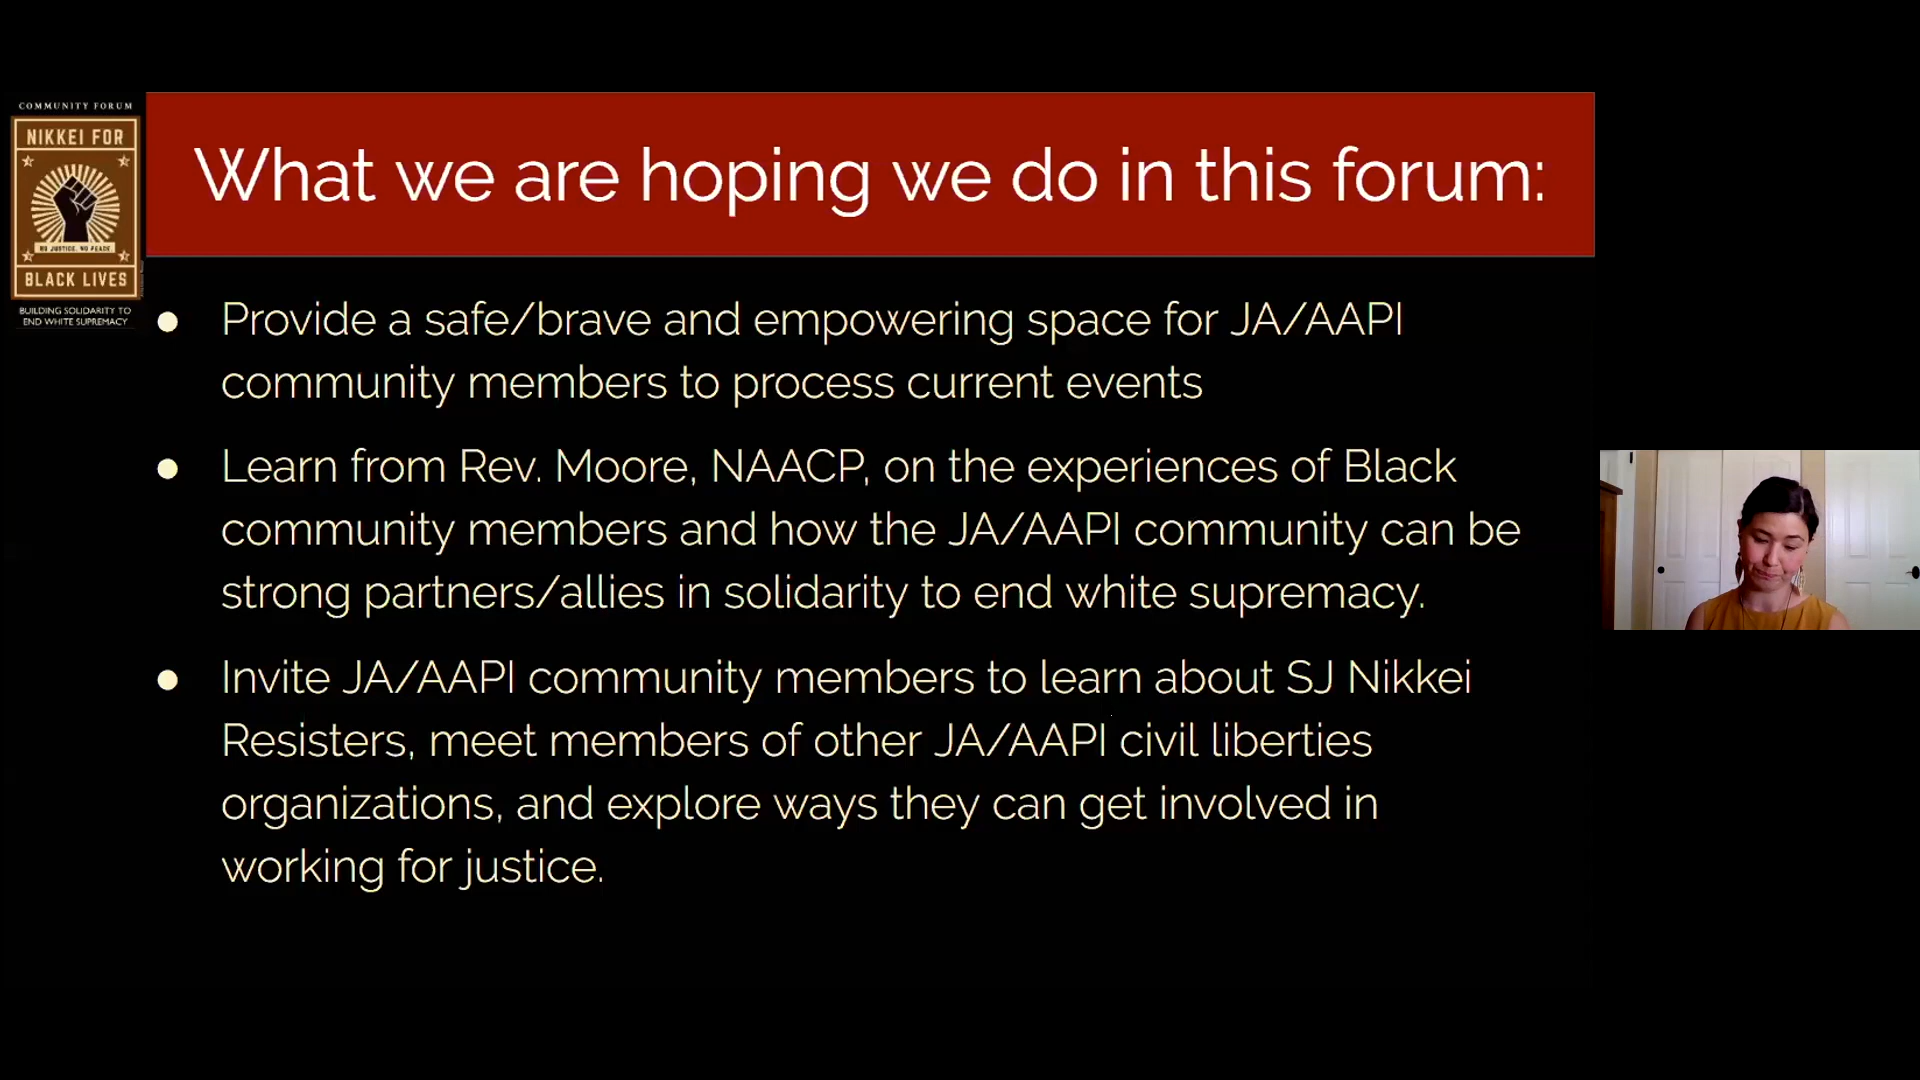 COMMUNITY FORUM
NIKKEI FOR
NO JUSTICE, NO PEACE
BLACK LIVES
BUILDING SOLIDARITY TO
END WHITE SUPREMACY
What we are hoping we do in this forum:
● Provide a safe/brave and empowering space for JA/AAPI
community members to process current events
● Learn from Rev. Moore, NAACP, on the experiences of Black
community members and how the JA/AAPI community can be
strong partners/allies in solidarity to end white supremacy.
● Invite JA/AAPI community members to learn about SJ Nikkei
Resisters, meet members of other JA/AAPI civil liberties
organizations, and explore ways they can get involved in
working for justice.